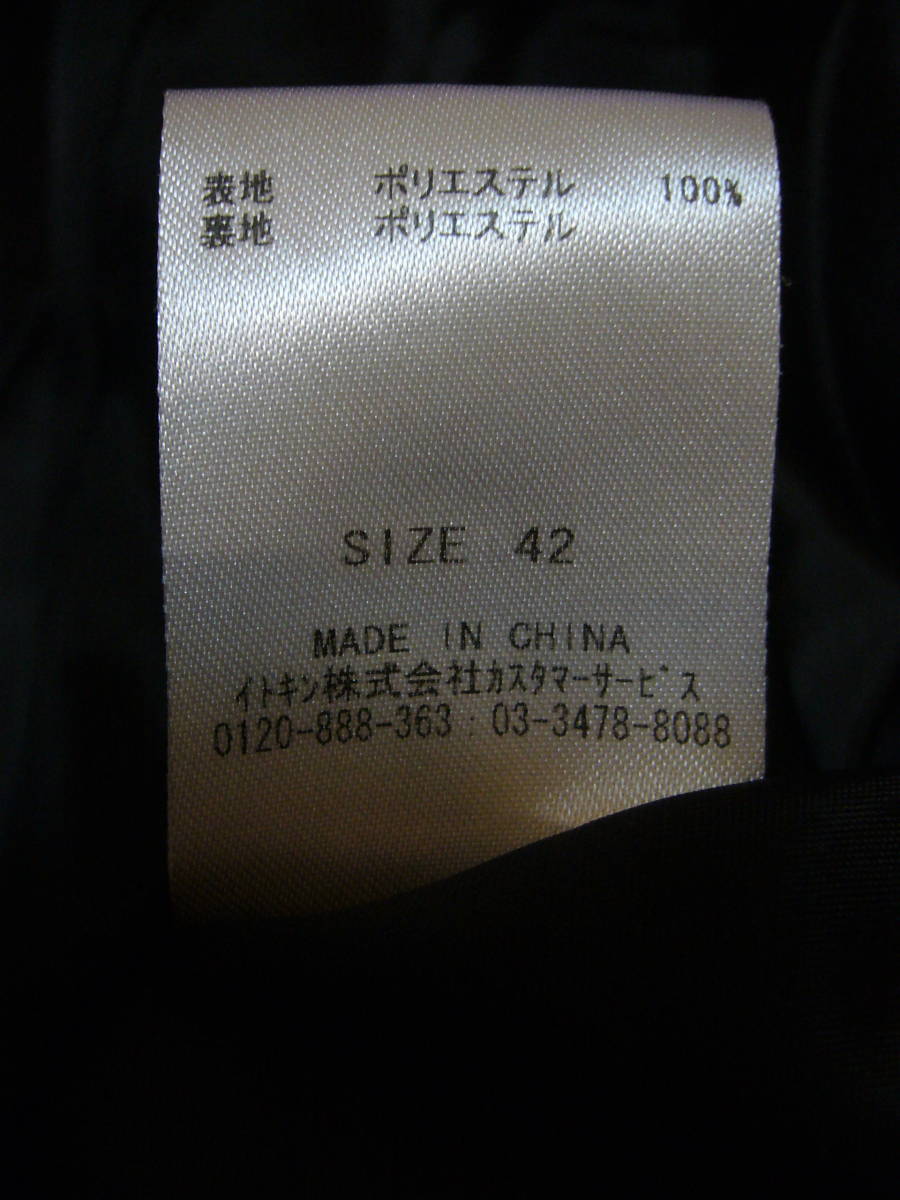 表地 ポリエステル 100%
裏地 ポリエステル
SIZE 42
MADE IN CHINA
イトキン株式会社カスタマーサービス
0120-888-363 : 03-3478-8088